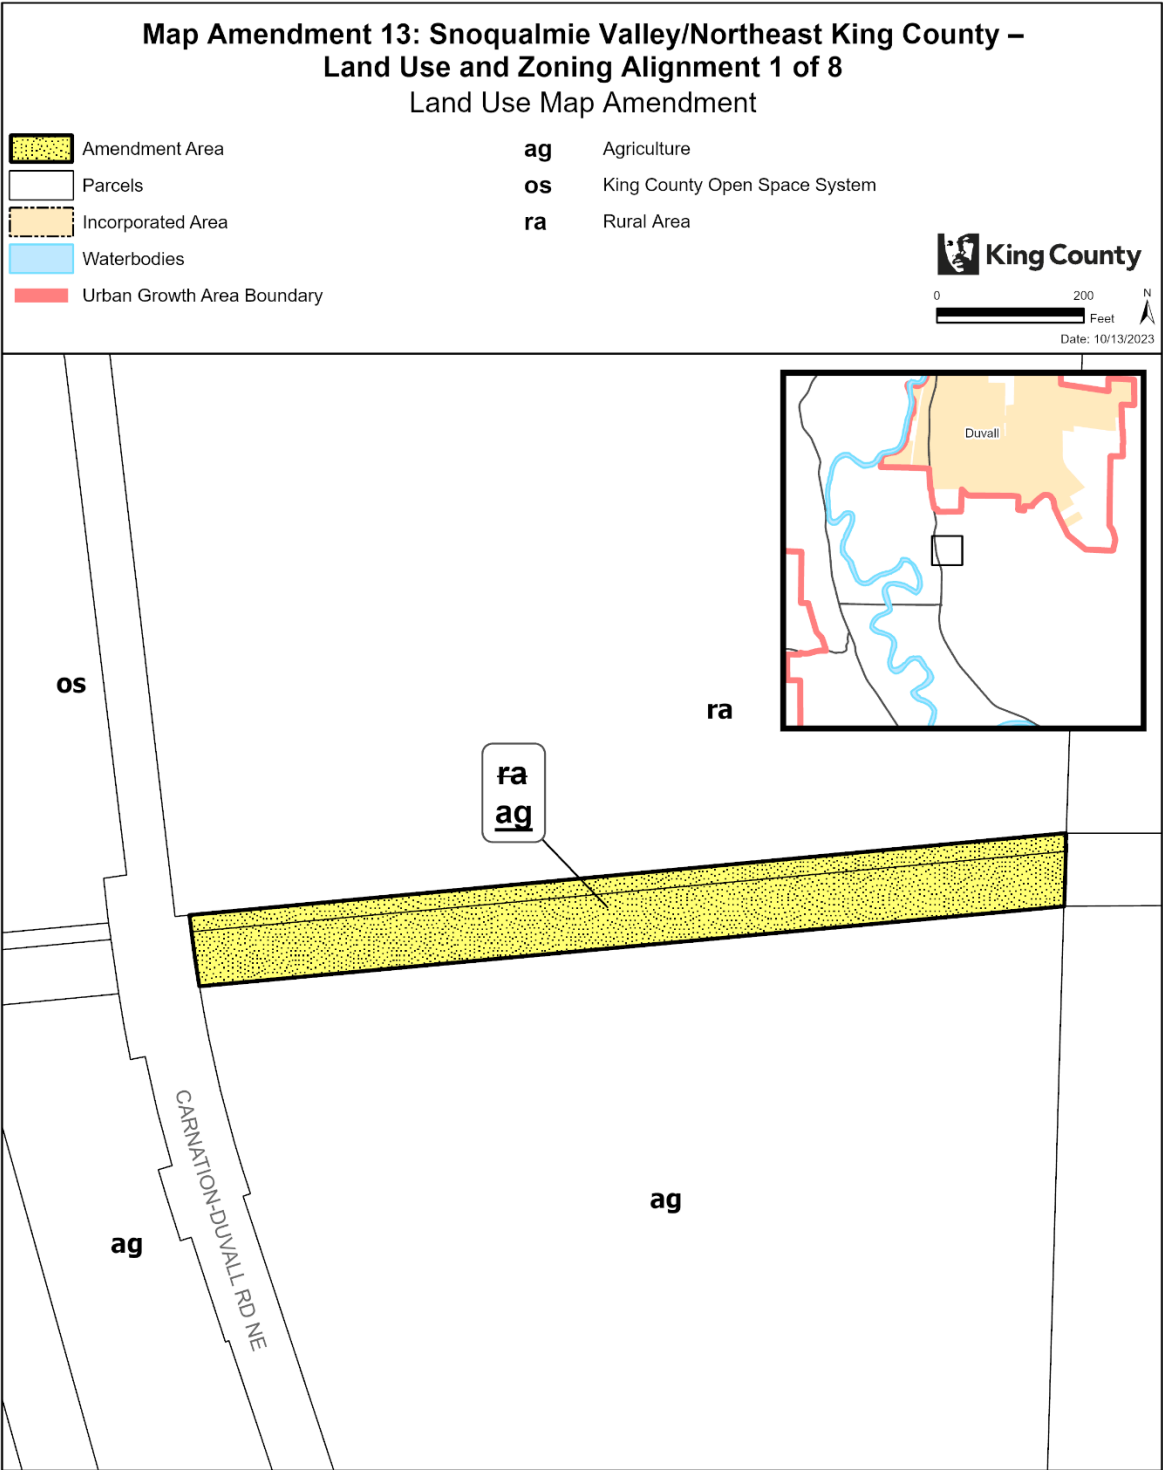 Map Amendment 13: Snoqualmie Valley/Northeast King County –
Land Use and Zoning Alignment 1 of 8
Land Use Map Amendment
Amendment Area
Parcels
Incorporated Area
Waterbodies
Urban Growth Area Boundary
ag Agriculture
os King County Open Space System
ra Rural Area
King County
0 200
Feet
N
Date: 10/13/2023
Duvall
os
ra
ra
ag
CARNATION-DUVALL RD NE
ag
ag